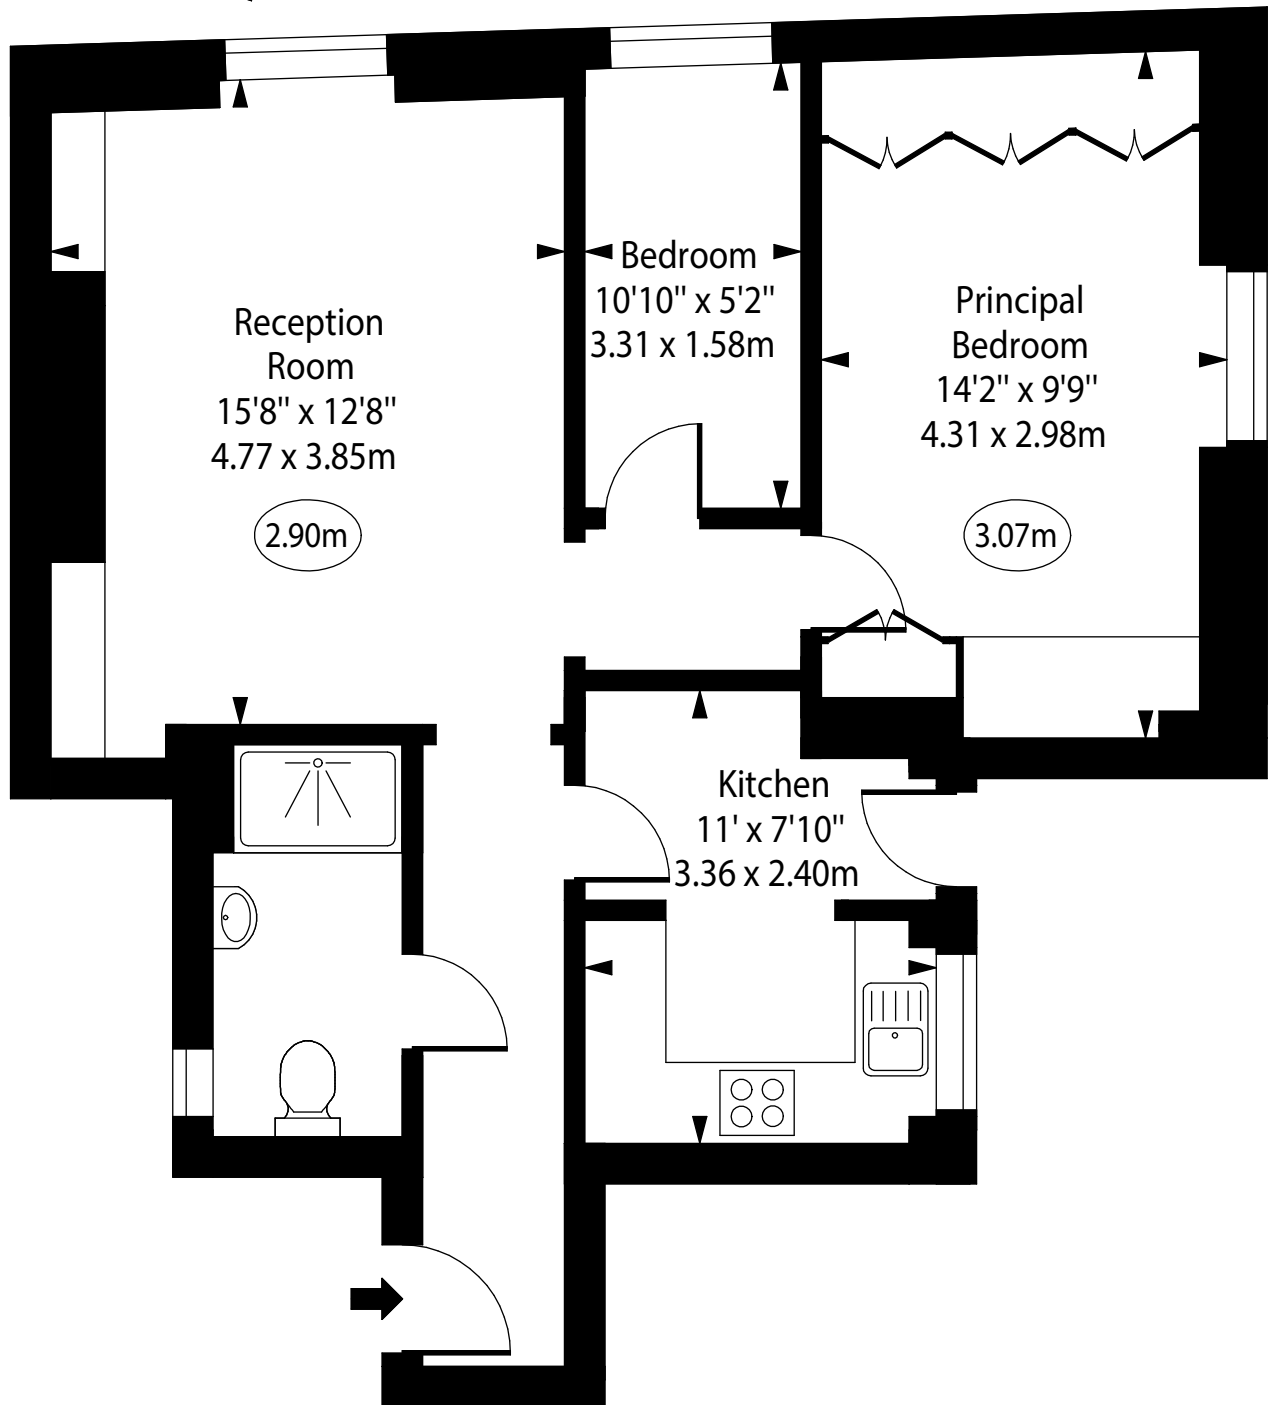 Reception
Room
15'8" x 12'8"
4.77 x 3.85m
2.90m
Bedroom
10'10" x 5'2"
3.31 x 1.58m
Principal
Bedroom
14'2" x 9'9"
4.31 x 2.98m
3.07m
Kitchen
11' x 7'10"
3.36 x 2.40m